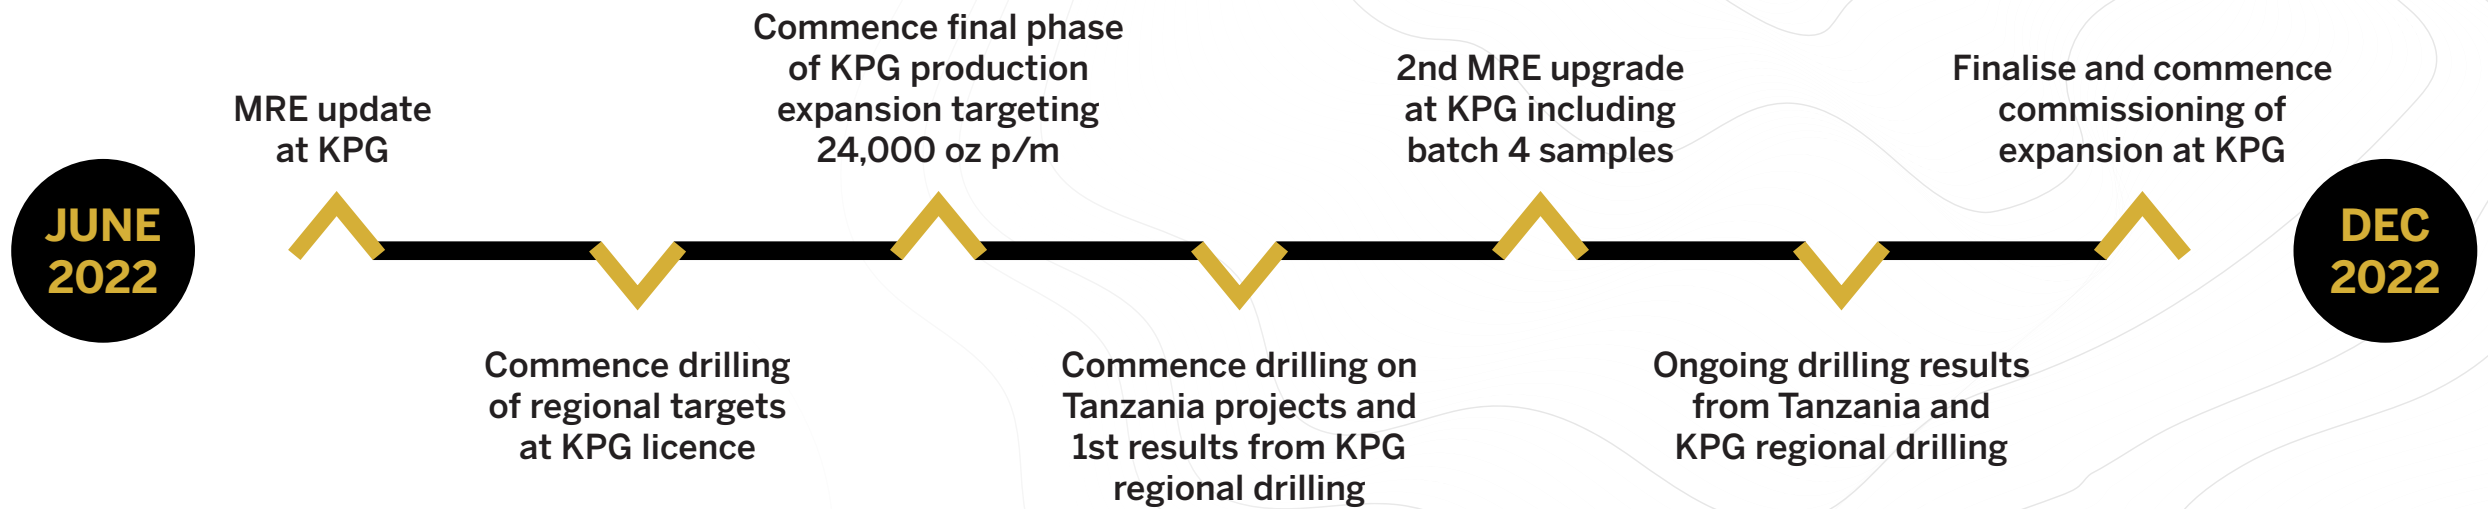 JUNE
2022
MRE update
at KPG
Commence drilling
of regional targets
at KPG licence
Commence final phase
of KPG production
expansion targeting
24,000 oz p/m
Commence drilling on
Tanzania projects and
1st results from KPG
regional drilling
2nd MRE upgrade
at KPG including
batch 4 samples
Ongoing drilling results
from Tanzania and
KPG regional drilling
Finalise and commence
commissioning of
expansion at KPG
DEC
2022